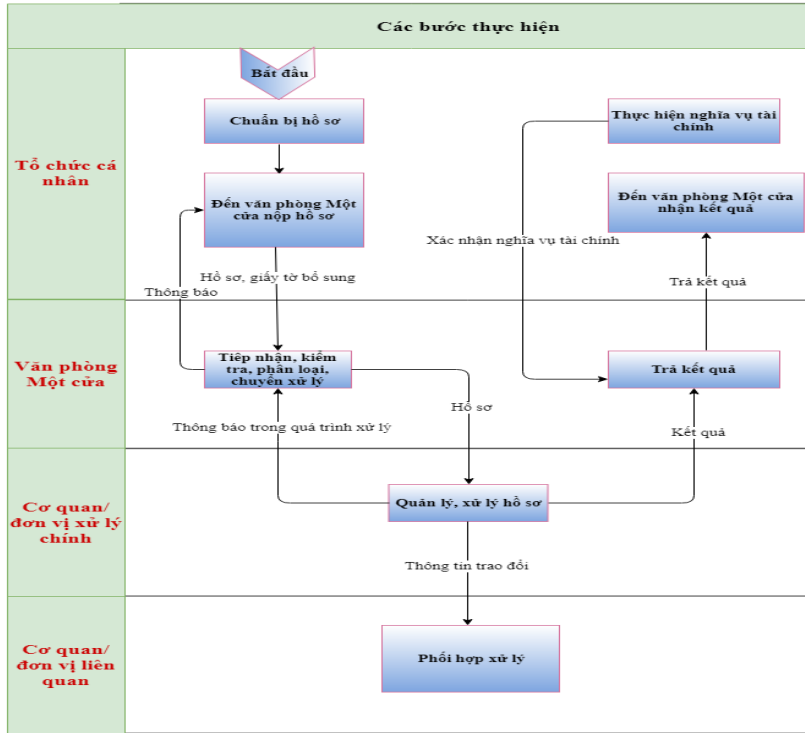 Các bước thực hiện
Tổ chức cá
nhân
Bắt đầu
Chuẩn bị hồ sơ
Đến văn phòng Một
cửa nộp hồ sơ
Thông báo
Hồ sơ, giấy tờ bổ sung
Thực hiện nghĩa vụ tài
chính
Đến văn phòng Một cửa
nhận kết quả
Xác nhận nghĩa vụ tài chính
Trả kết quả
Văn phòng
Một cửa
Tiếp nhận, kiểm
tra, phân loại,
chuyển xử lý
Trả kết quả
Hồ sơ
Thông báo trong quá trình xử lý
Kết quả
Cơ quan/
đơn vị xử lý
chính
Quản lý, xử lý hồ sơ
Thông tin trao đổi
Cơ quan/
đơn vị liên
quan
Phối hợp xử lý